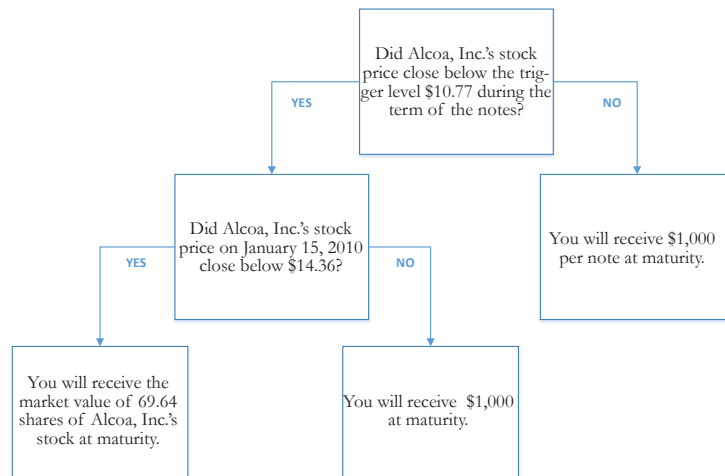 Did Alcoa, Inc.'s stock
price close below the trig-
ger level $10.77 during the
term of the notes?
YES
NO
Did Alcoa, Inc.'s stock
price on January 15, 2010
close below $14.36?
You will receive $1,000
per note at maturity.
YES
NO
You will receive the
market value of 69.64
shares of Alcoa, Inc.'s
stock at maturity.
You will receive $1,000
at maturity.